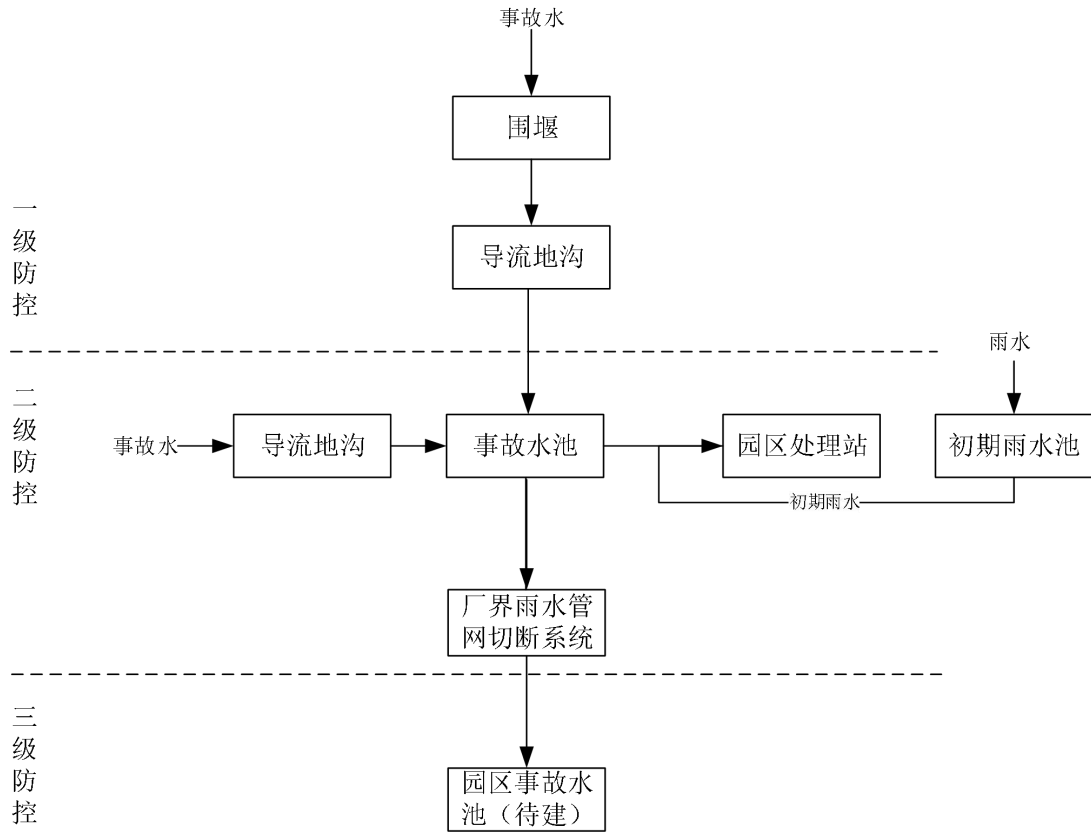 事故水
围堰
导流地沟
一级防控
雨水
二级防控
事故水
导流地沟
事故水池
园区处理站
初期雨水池
初期雨水
厂界雨水管
网切断系统
三级防控
园区事故水
池（待建）